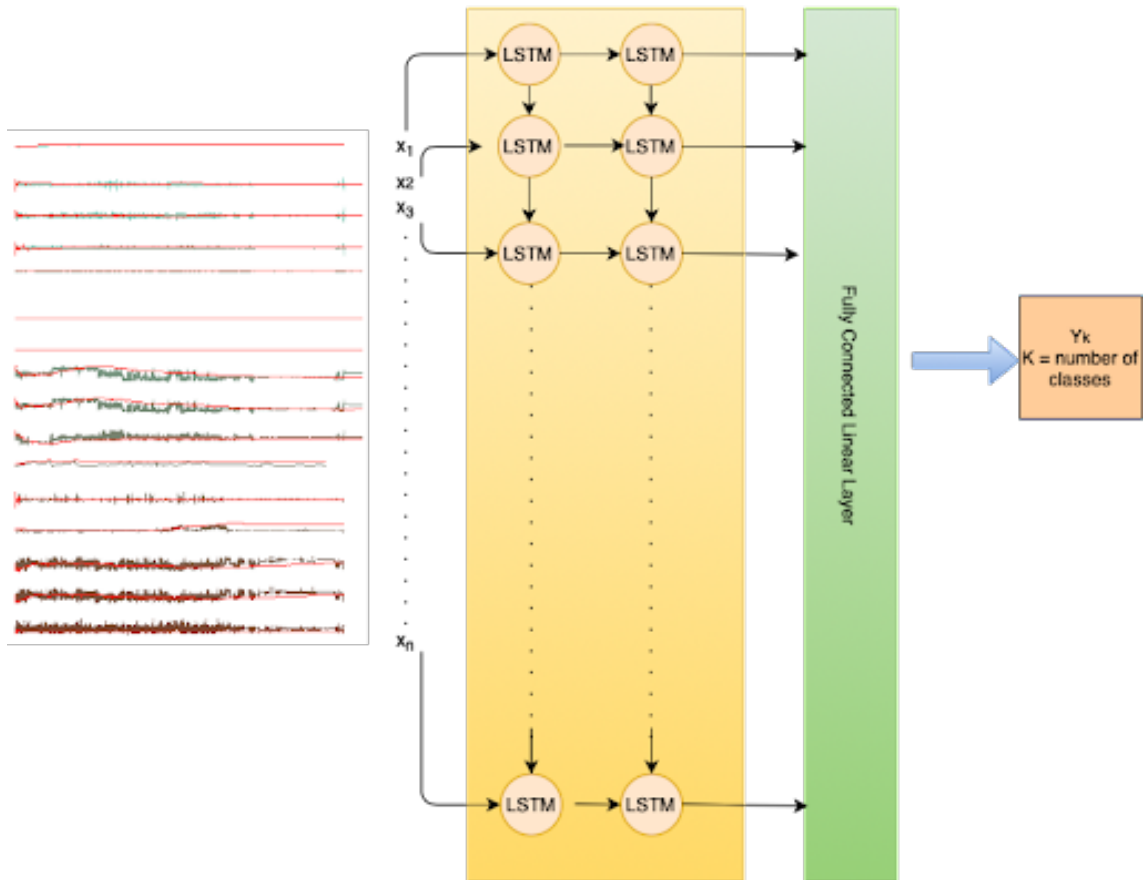 LSTM LSTM
x1 LSTM LSTM
x2
x3
LSTM LSTM
Fully Connected Linear Layer
Yk
K = number of
classes
xn
LSTM LSTM